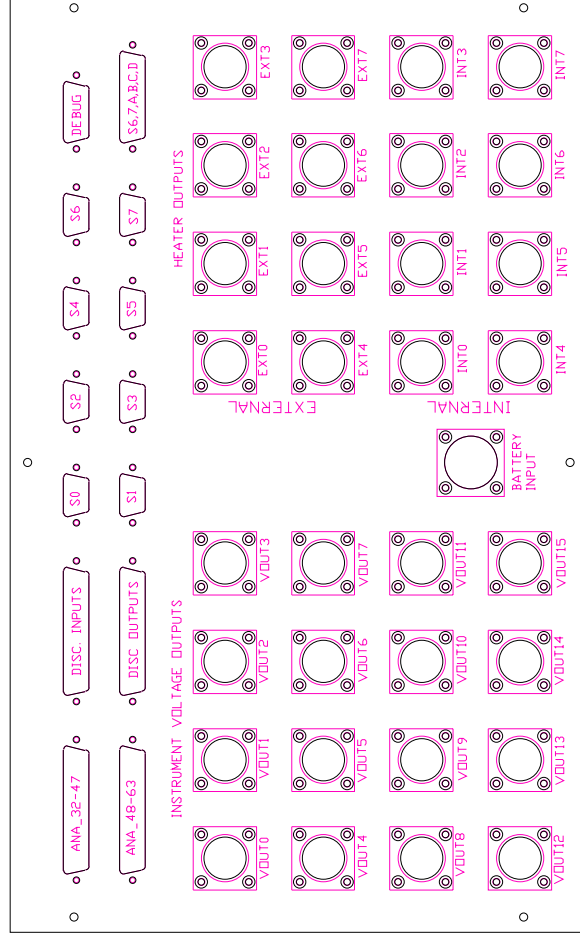 ANA_32-47
DISC. INPUTS
S0
S2
S4
S6
DEBUG
ANA_48-63
DISC OUTPUTS
S1
S3
S5
S7
S6,7,A,B,C,D
INSTRUMENT VOLTAGE OUTPUTS
HEATER OUTPUTS
VOUT0
VOUT1
VOUT2
VOUT3
EXTERNAL
EXT0
EXT1
EXT2
EXT3
VOUT4
VOUT5
VOUT6
VOUT7
EXT4
EXT5
EXT6
EXT7
VOUT8
VOUT9
VOUT10
VOUT11
INTERNAL
INT0
INT1
INT2
INT3
VOUT12
VOUT13
VOUT14
VOUT15
BATTERY
INPUT
INT4
INT5
INT6
INT7